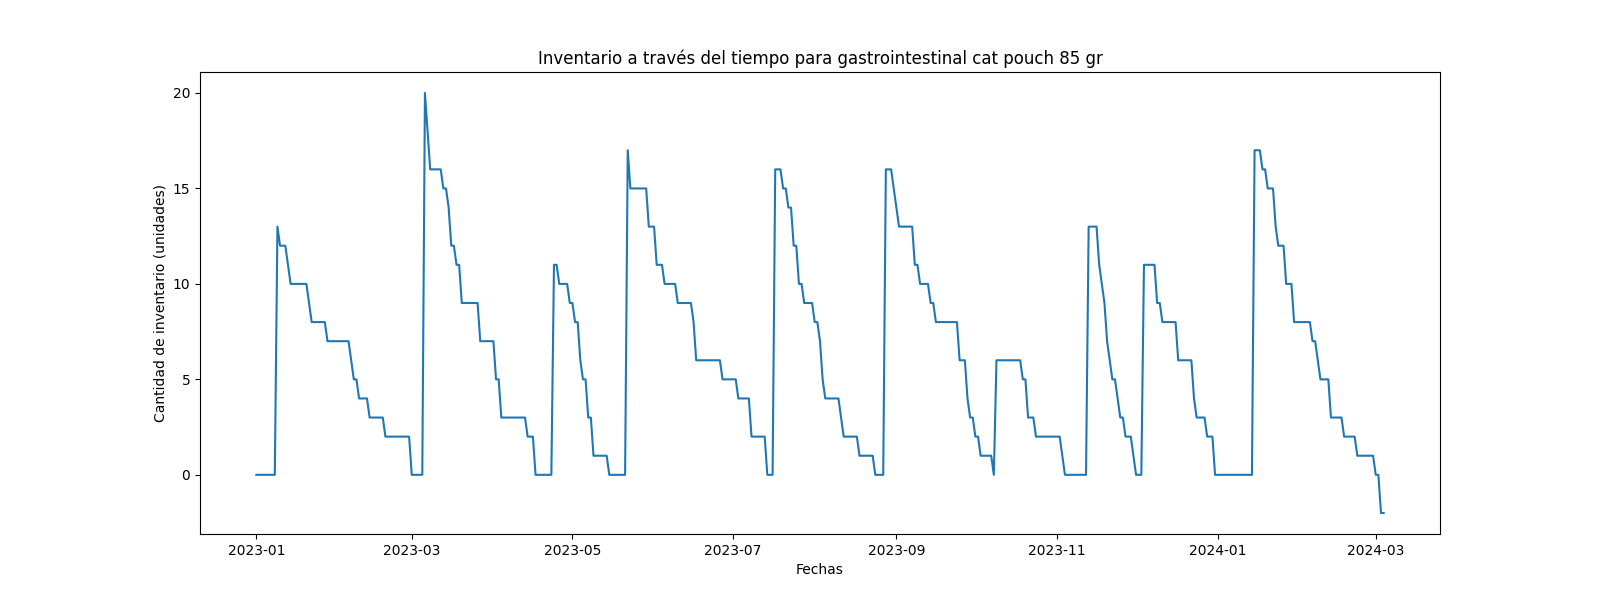 Inventario a través del tiempo para gastrointestinal cat pouch 85 gr
Cantidad de inventario (unidades)
20
15
10
5
0
2023-01 2023-03 2023-05 2023-07 2023-09 2023-11 2024-01 2024-03
Fechas